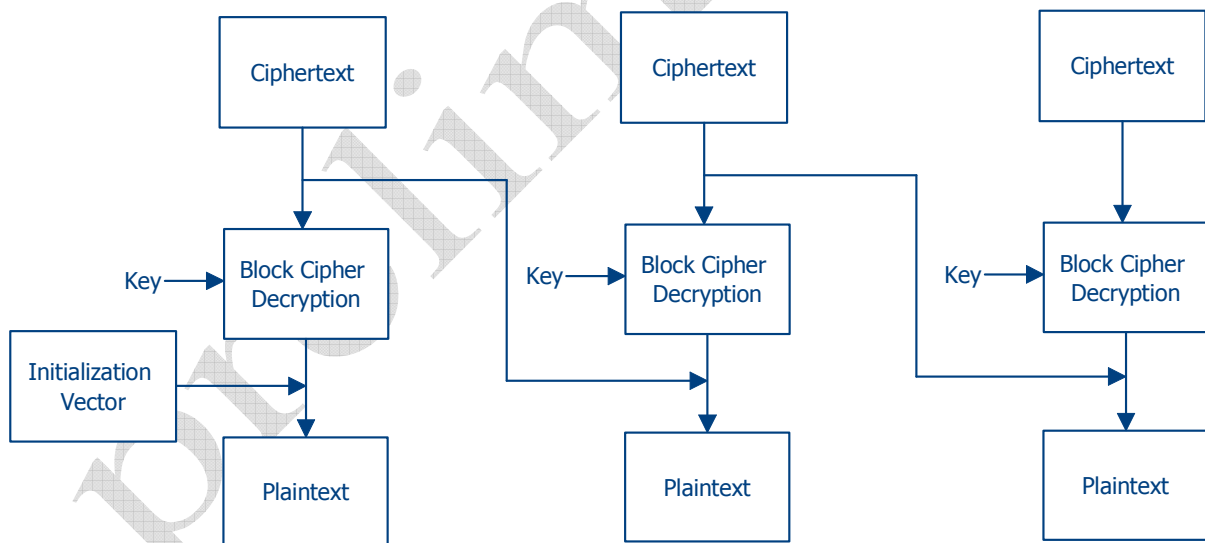 Ciphertext
Ciphertext
Ciphertext
Key
Block Cipher
Decryption
Key
Block Cipher
Decryption
Key
Block Cipher
Decryption
Initialization
Vector
Plaintext
Plaintext
Plaintext